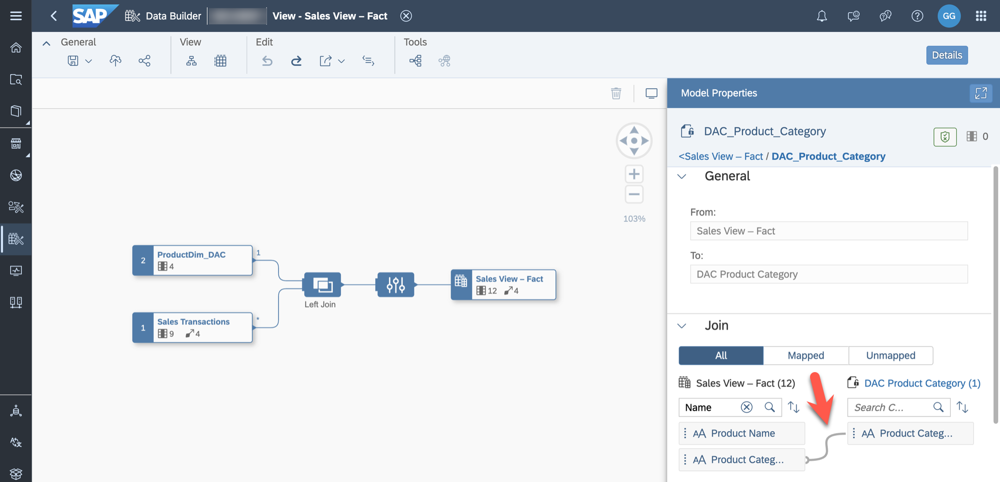 SAP Data Builder View - Sales View – Fact GG
General View Edit Tools
Details
Model Properties
DAC_Product_Category 0
<Sales View – Fact / DAC_Product_Category
General
From:
Sales View – Fact
103%
To:
DAC Product Category
2 ProductDim_DAC 1
4
Sales View – Fact
12 4
Left Join
1 Sales Transactions *
9 4
Join
All Mapped Unmapped
Sales View – Fact (12) DAC Product Category (1)
Name Search C...
AA Product Name AA Product Categ...
AA Product Categ...